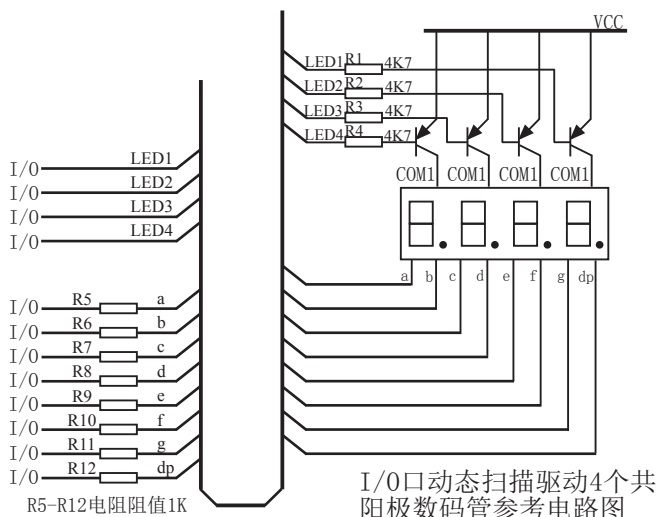 VCC
LED1 R1 4K7
LED2 R2 4K7
LED3 R3 4K7
LED4 R4 4K7
COM1 COM1 COM1 COM1
a b c d e f g dp
I/O LED1
I/O LED2
I/O LED3
I/O LED4
I/O R5 a
I/O R6 b
I/O R7 c
I/O R8 d
I/O R9 e
I/O R10 f
I/O R11 g
I/O R12 dp
R5-R12电阻阻值1K
I/O口动态扫描驱动4个共
阳极数码管参考电路图